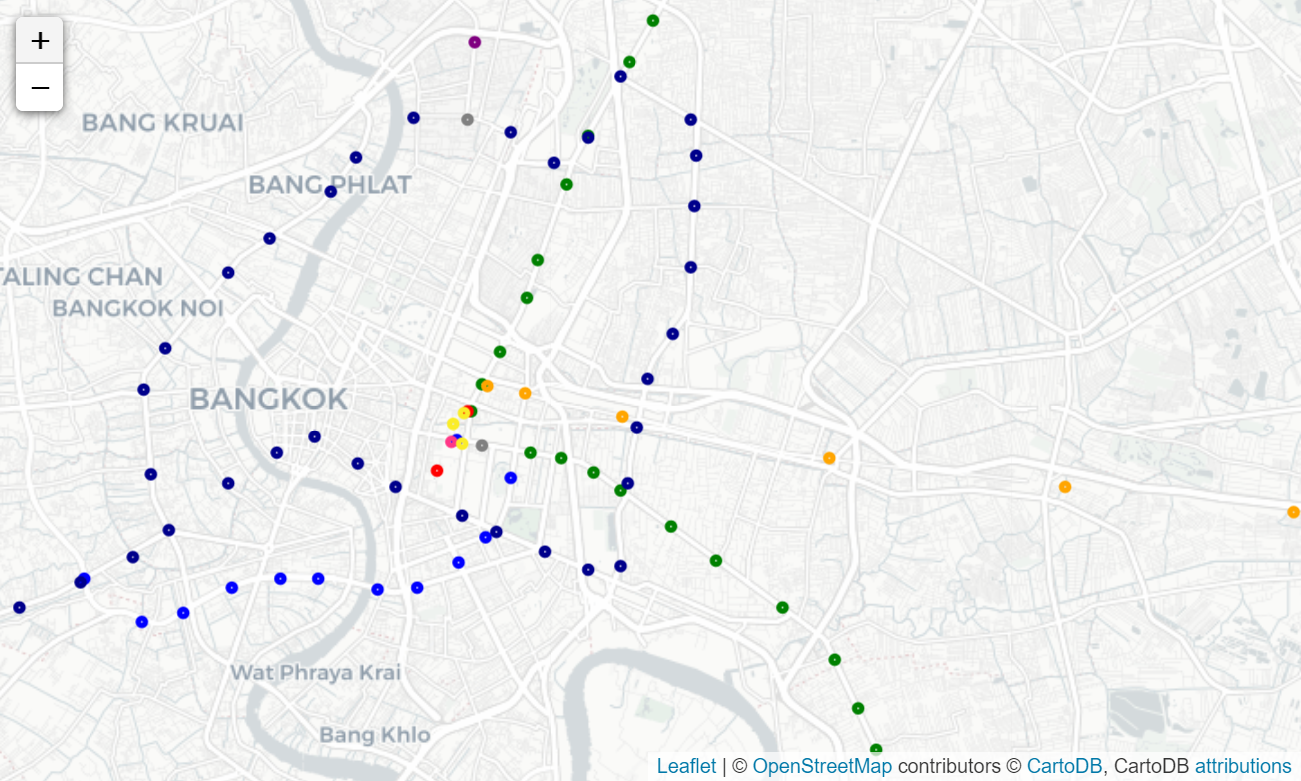 +
−
BANG KRUAI
BANG PHLAT
TALING CHAN
BANGKOK NOI
BANGKOK
Wat Phraya Krai
Bang Khlo
Leaflet | © OpenStreetMap contributors © CartoDB, CartoDB attributions